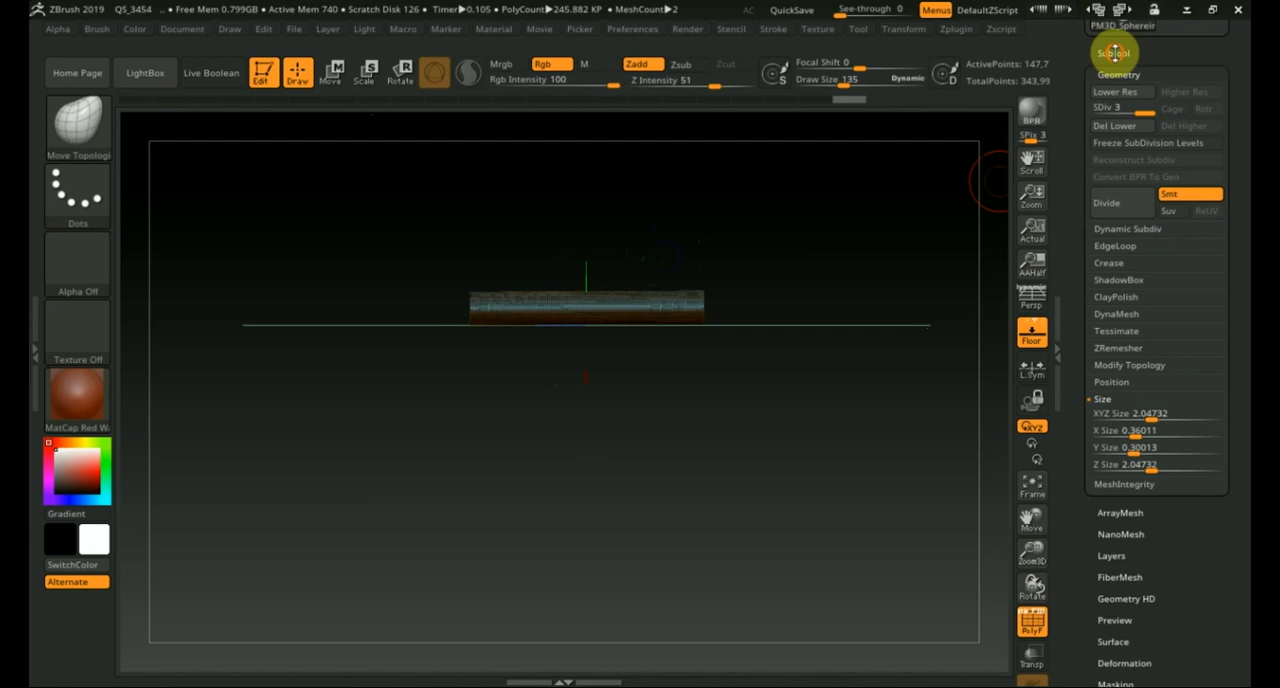 ZBrush 2019 QS_3454 .. • Free Mem 0.799GB • Active Mem 740 • Scratch Disk 126 • Timer▶0.105 • PolyCount▶245.882 KP • MeshCount▶2 AC QuickSave See-through 0 Menus DefaultZScript
Alpha Brush Color Document Draw Edit File Layer Light Macro Marker Material Movie Picker Preferences Render Stencil Stroke Texture Tool Transform Zplugin Zscript
Home Page LightBox Live Boolean Edit Draw Move Scale Rotate
Mrgb Rgb M Zadd Zsub Zcut Focal Shift 0 ActivePoints: 147,7
Rgb Intensity 100 Z Intensity 51 Draw Size 135 Dynamic TotalPoints: 343,99
Move Topologi
Dots
Alpha Off
Texture Off
MatCap Red W
Gradient
SwitchColor
Alternate
BPR
SPix 3
Scroll
Zoom
Actual
AAHalf
Dynamic
Persp
Floor
L.Sym
XYZ
Frame
Move
Zoom3D
Rotate
PolyF
Transp
PM3D_Sphereinr
Subtool
Geometry
Lower Res Higher Res
SDiv 3 Cage Rstr
Del Lower Del Higher
Freeze SubDivision Levels
Reconstruct Subdiv
Convert BPR To Geo
Divide Smt
Suv ReUV
Dynamic Subdiv
EdgeLoop
Crease
ShadowBox
ClayPolish
DynaMesh
Tessimate
ZRemesher
Modify Topology
Position
Size
XYZ Size 2.04732
X Size 0.36011
Y Size 0.30013
Z Size 2.04732
MeshIntegrity
ArrayMesh
NanoMesh
Layers
FiberMesh
Geometry HD
Preview
Surface
Deformation
Masking